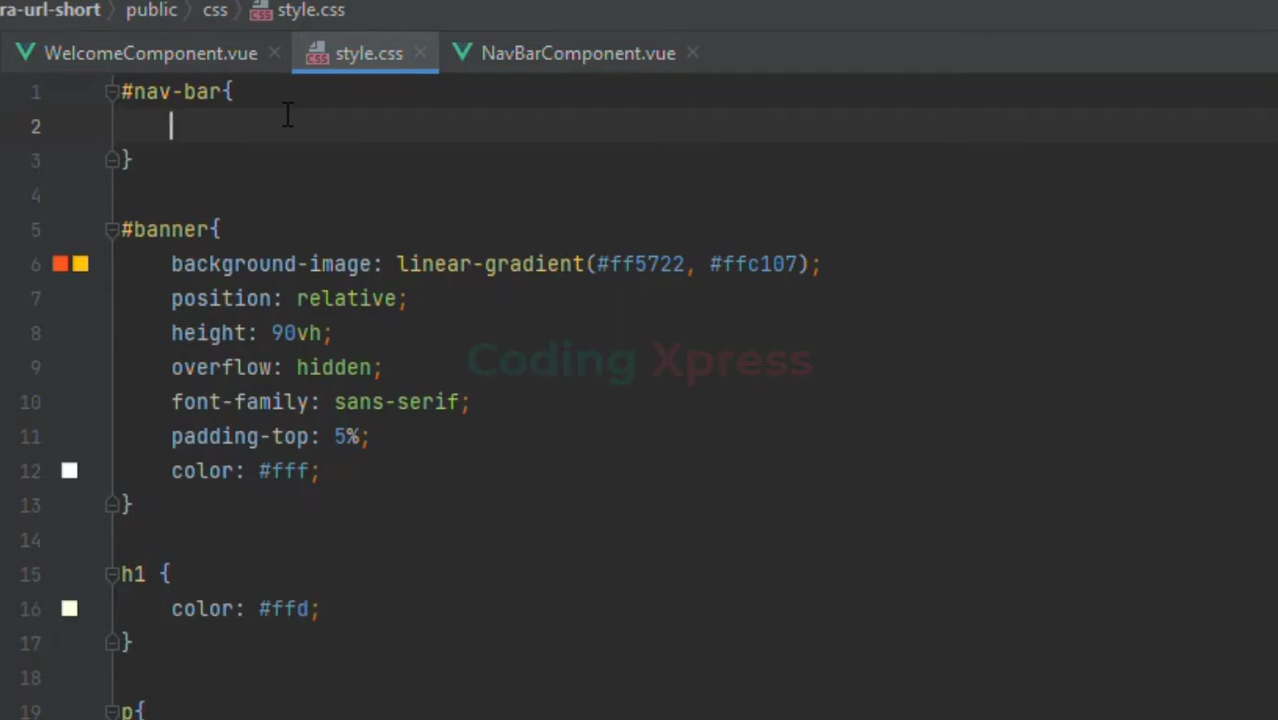 ra-url-short > public > css > style.css
WelcomeComponent.vue × style.css × NavBarComponent.vue ×
1 #nav-bar{
2
3 }
4
5 #banner{
6 background-image: linear-gradient(#ff5722, #ffc107);
7 position: relative;
8 height: 90vh;
9 overflow: hidden;
10 font-family: sans-serif;
11 padding-top: 5%;
12 color: #fff;
13 }
14
15 h1 {
16 color: #ffd;
17 }
18
19 p{
Coding Xpress